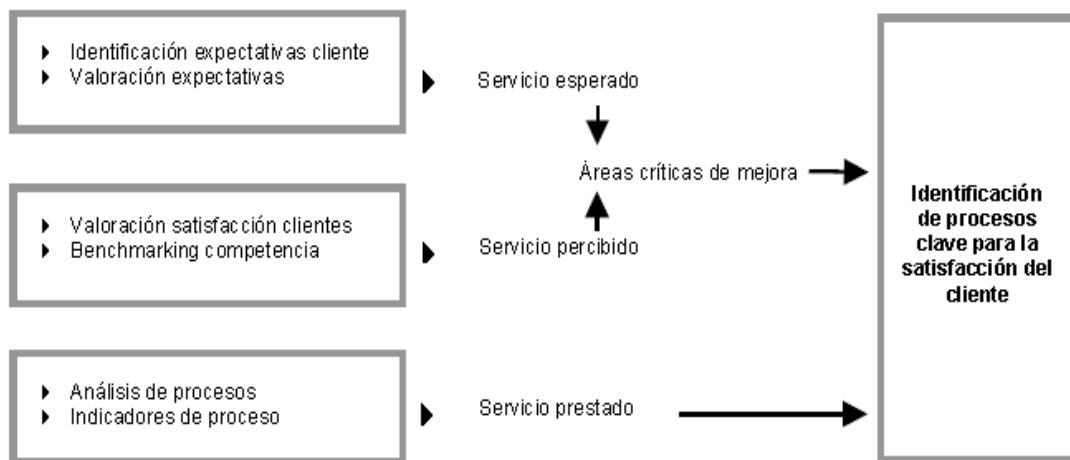 Identificación expectativas cliente
Valoración expectativas
Servicio esperado
Áreas críticas de mejora
Valoración satisfacción clientes
Benchmarking competencia
Servicio percibido
Análisis de procesos
Indicadores de proceso
Servicio prestado
Identificación
de procesos
clave para la
satisfacción del
cliente